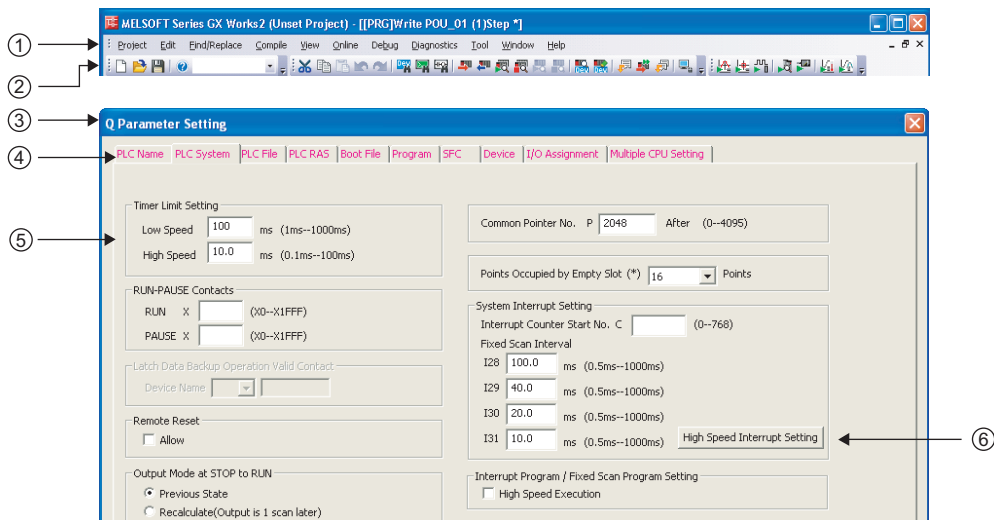 MELSOFT Series GX Works2 (Unset Project) - [[PRG]Write POU_01 (1)Step *]
① Project Edit Find/Replace Compile View Online Debug Diagnostics Tool Window Help
②
③ Q Parameter Setting
④ PLC Name PLC System PLC File PLC RAS Boot File Program SFC Device I/O Assignment Multiple CPU Setting
⑤
Timer Limit Setting
Low Speed 100 ms (1ms--1000ms)
High Speed 10.0 ms (0.1ms--100ms)
RUN-PAUSE Contacts
RUN X (X0--X1FFF)
PAUSE X (X0--X1FFF)
Latch Data Backup Operation Valid Contact
Device Name
Remote Reset
Allow
Output Mode at STOP to RUN
Previous State
Recalculate(Output is 1 scan later)
Common Pointer No. P 2048 After (0--4095)
Points Occupied by Empty Slot (*) 16 Points
System Interrupt Setting
Interrupt Counter Start No. C (0--768)
Fixed Scan Interval
I28 100.0 ms (0.5ms--1000ms)
I29 40.0 ms (0.5ms--1000ms)
I30 20.0 ms (0.5ms--1000ms)
I31 10.0 ms (0.5ms--1000ms) High Speed Interrupt Setting ⑥
Interrupt Program / Fixed Scan Program Setting
High Speed Execution